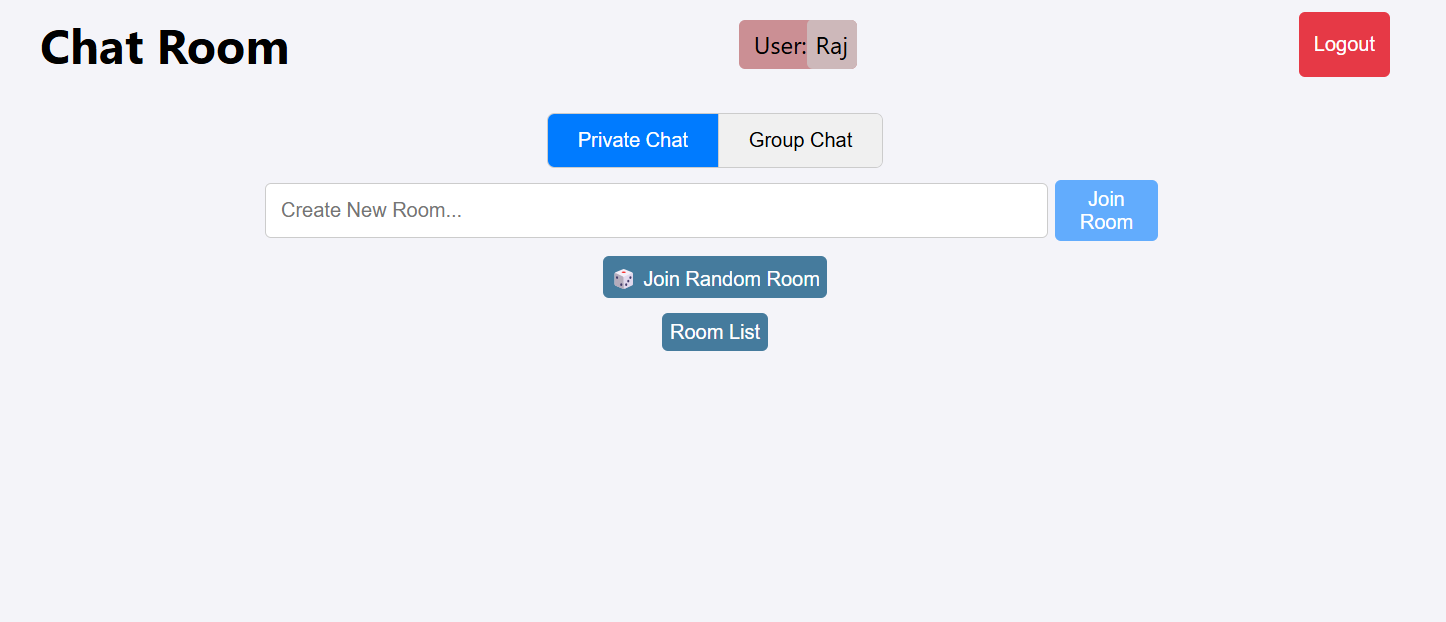 Chat Room
User: Raj
Logout
Private Chat
Group Chat
Create New Room...
Join
Room
Join Random Room
Room List